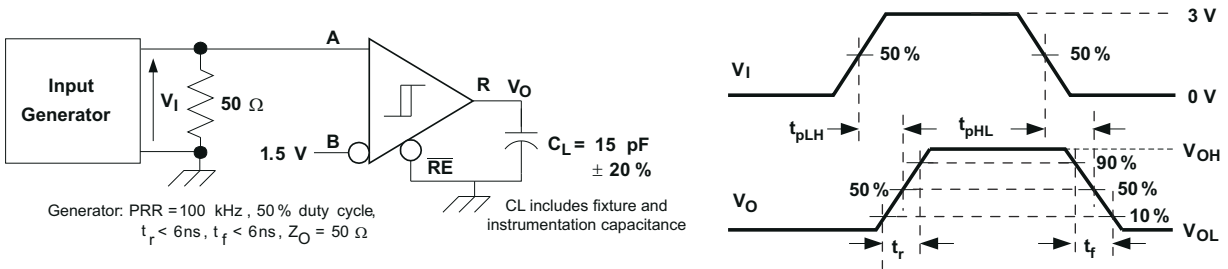 Input
Generator
V_I
50 Ω
A
B
1.5 V
RE
R
V_O
C_L = 15 pF
± 20 %
Generator: PRR = 100 kHz, 50% duty cycle,
t_r < 6ns, t_f < 6ns, Z_O = 50 Ω
CL includes fixture and
instrumentation capacitance
3 V
50 %
50 %
V_I
0 V
t_pLH
t_pHL
V_OH
90 %
50 %
50 %
V_O
10 %
V_OL
t_r
t_f